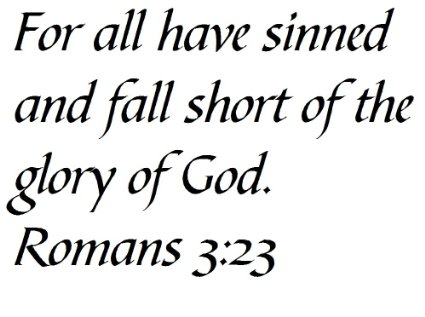 For all have sinned
and fall short of the
glory of God.
Romans 3:23